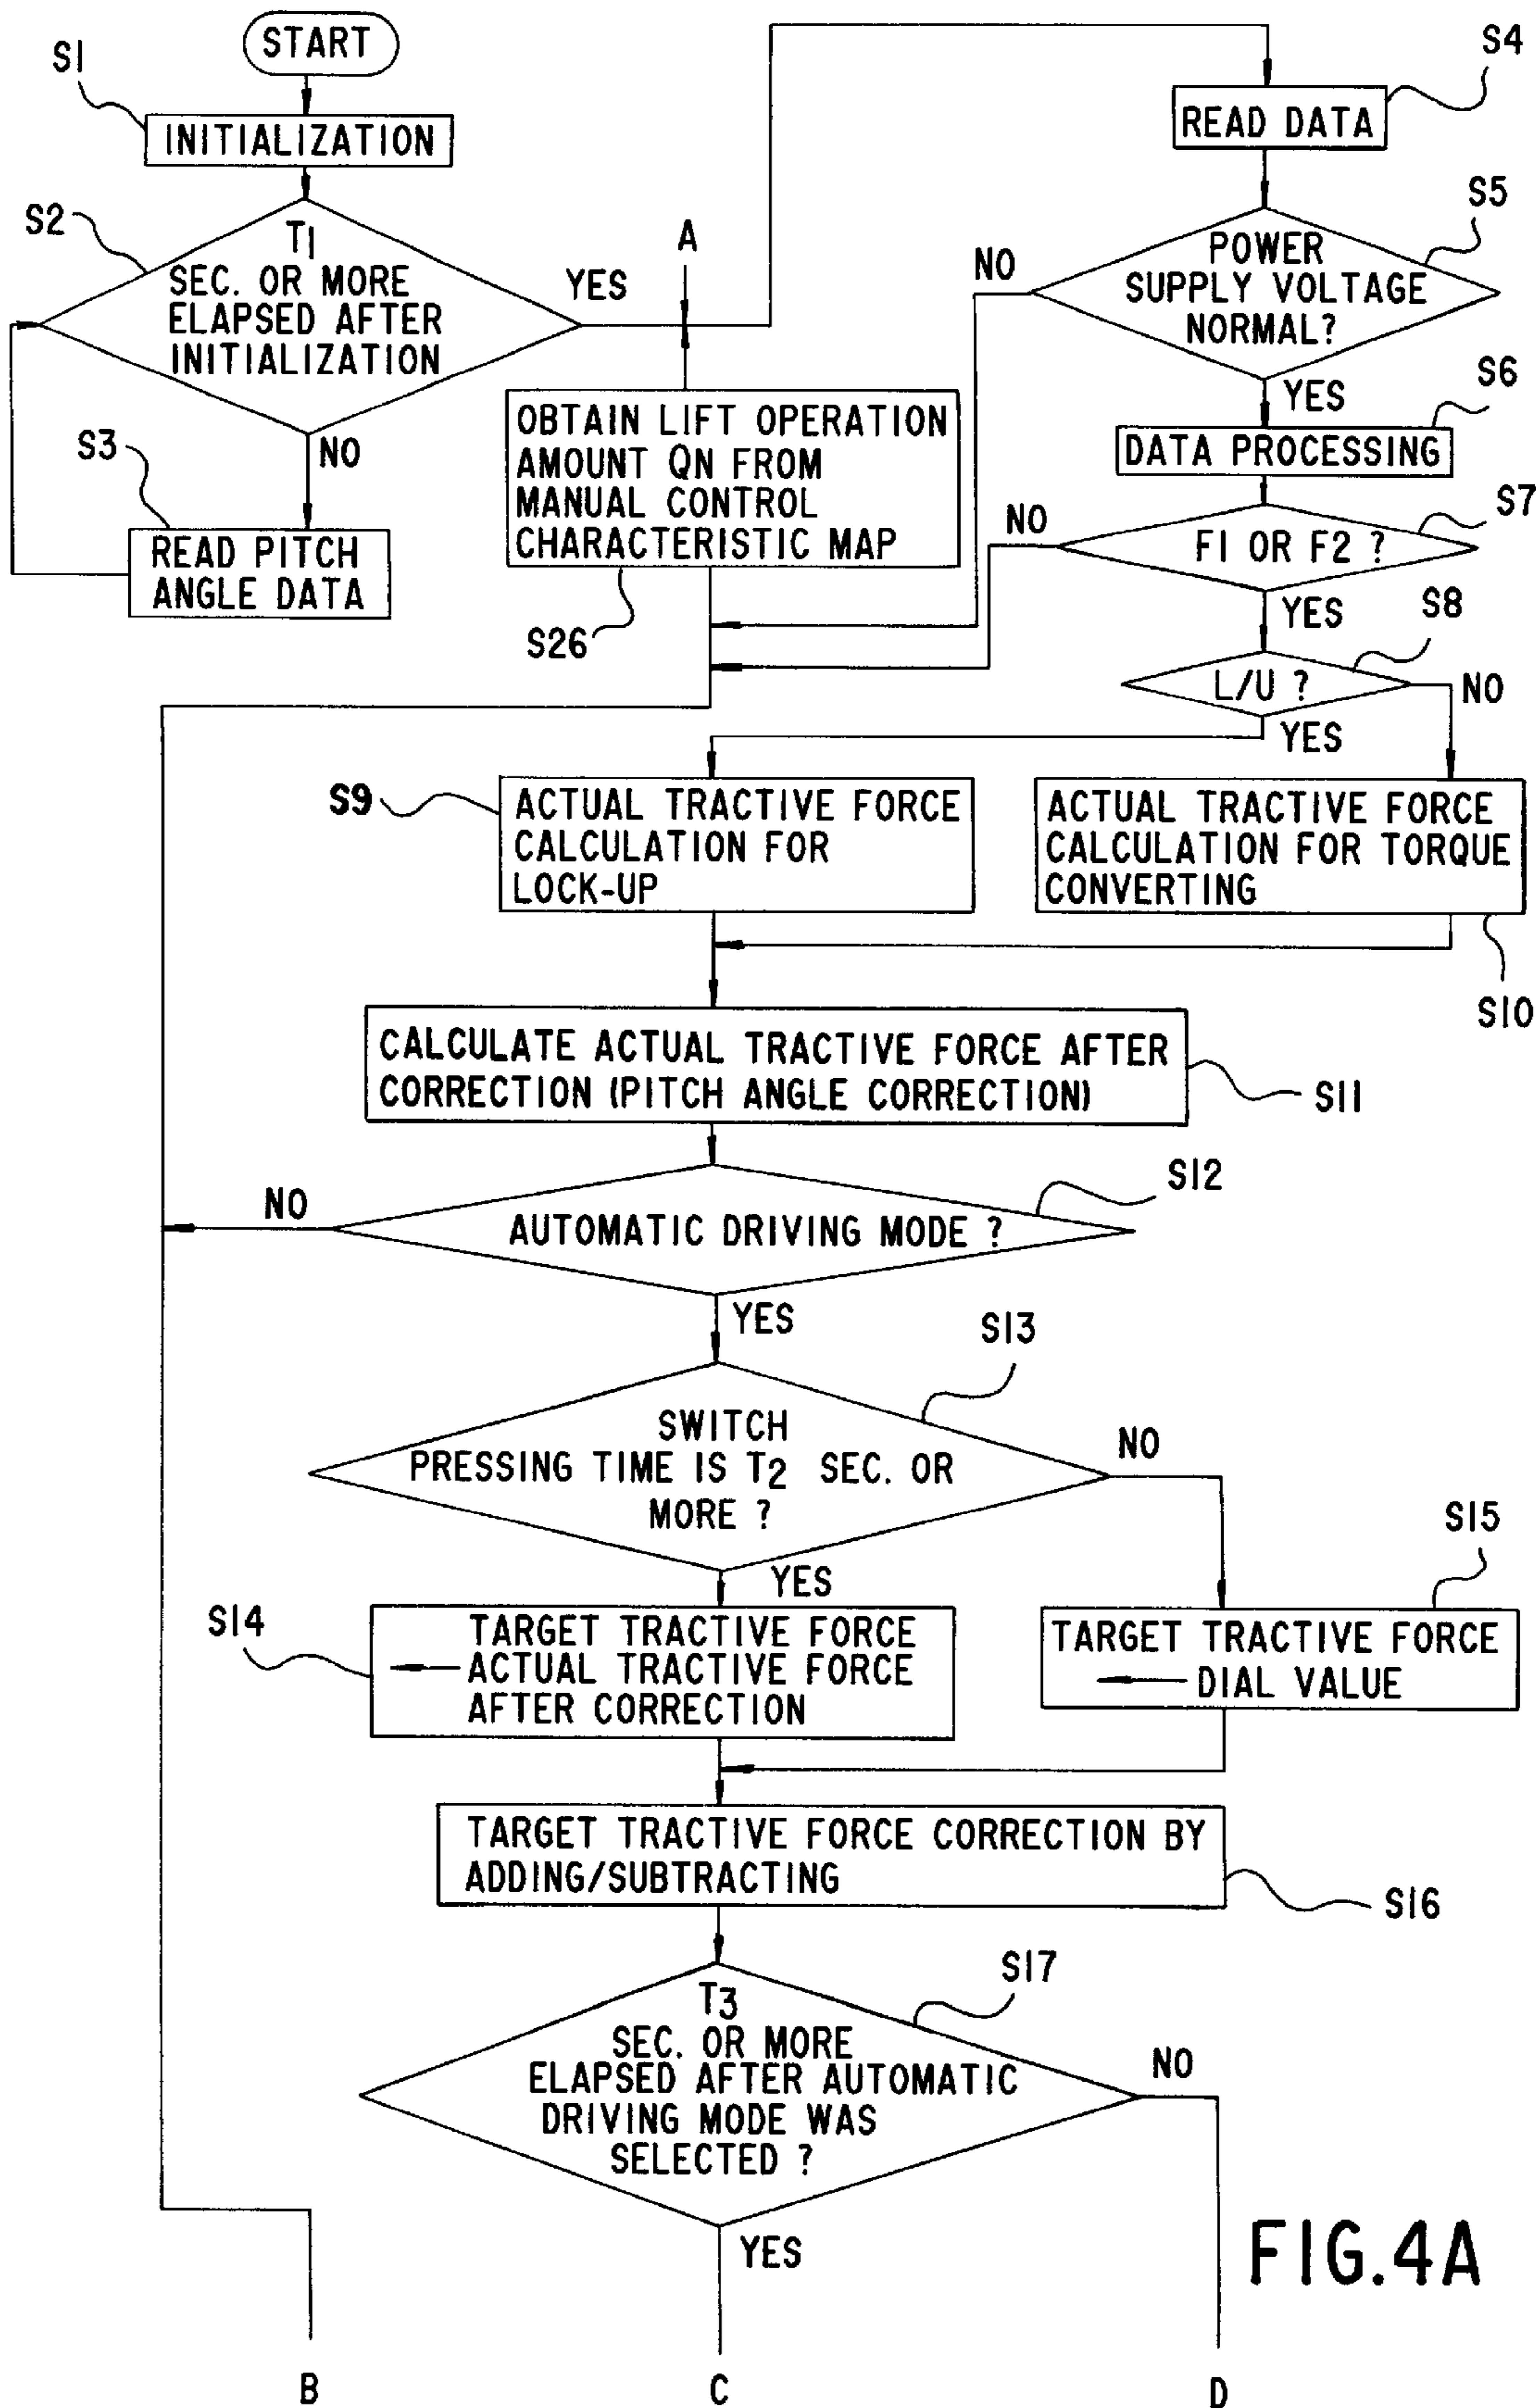 START
S1
INITIALIZATION
S2
T1
SEC. OR MORE
ELAPSED AFTER
INITIALIZATION
YES
NO
S3
READ PITCH
ANGLE DATA
A
OBTAIN LIFT OPERATION
AMOUNT QN FROM
MANUAL CONTROL
CHARACTERISTIC MAP
S26
S4
READ DATA
S5
POWER
SUPPLY VOLTAGE
NORMAL?
NO
YES
S6
DATA PROCESSING
S7
F1 OR F2 ?
NO
YES
S8
L/U ?
NO
YES
S9
ACTUAL TRACTIVE FORCE
CALCULATION FOR
LOCK-UP
ACTUAL TRACTIVE FORCE
CALCULATION FOR TORQUE
CONVERTING
S10
CALCULATE ACTUAL TRACTIVE FORCE AFTER
CORRECTION (PITCH ANGLE CORRECTION)
S11
S12
AUTOMATIC DRIVING MODE ?
NO
YES
S13
SWITCH
PRESSING TIME IS T2 SEC. OR
MORE ?
NO
YES
S14
TARGET TRACTIVE FORCE
← ACTUAL TRACTIVE FORCE
AFTER CORRECTION
S15
TARGET TRACTIVE FORCE
← DIAL VALUE
TARGET TRACTIVE FORCE CORRECTION BY
ADDING/SUBTRACTING
S16
S17
T3
SEC. OR MORE
ELAPSED AFTER AUTOMATIC
DRIVING MODE WAS
SELECTED ?
NO
YES
FIG.4A
B
C
D